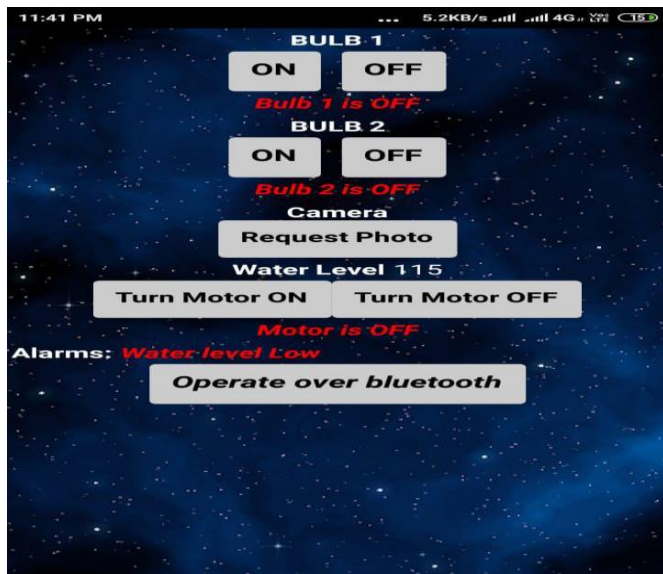 11:41 PM ... 5.2KB/s 4G Vo) LTE 15
BULB 1
ON OFF
Bulb 1 is OFF
BULB 2
ON OFF
Bulb 2 is OFF
Camera
Request Photo
Water Level 115
Turn Motor ON Turn Motor OFF
Motor is OFF
Alarms: Water level Low
Operate over bluetooth